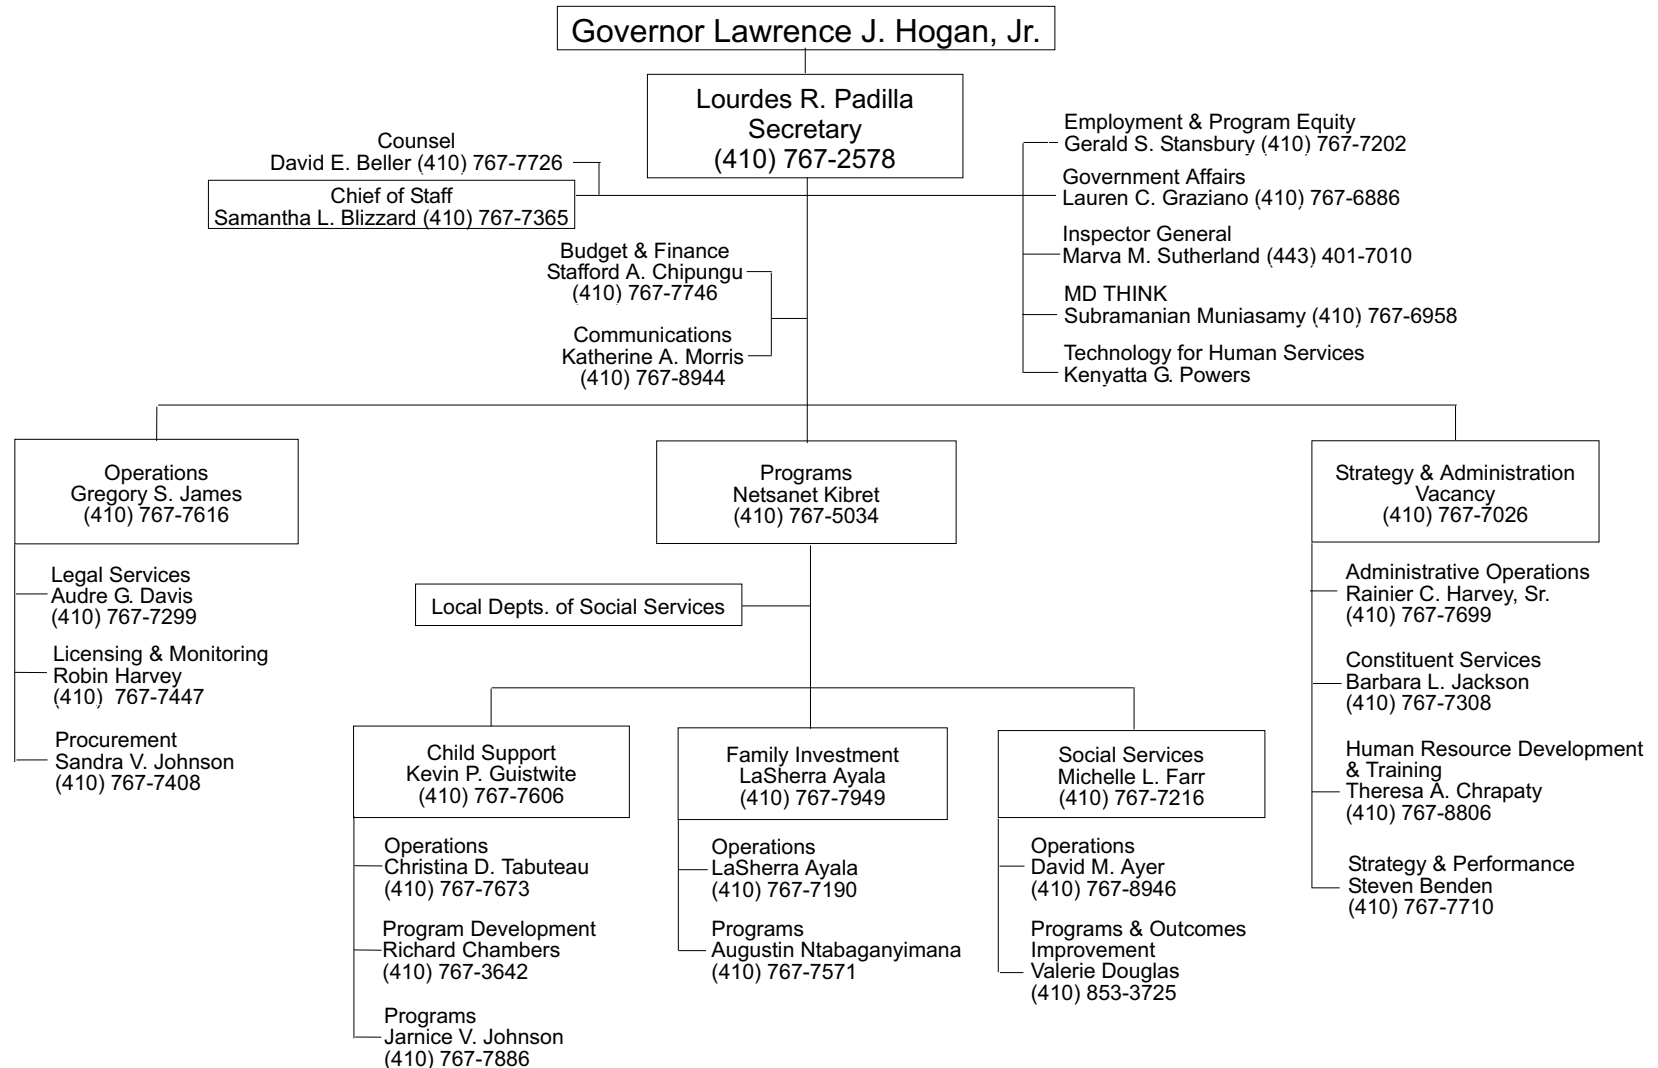 Governor Lawrence J. Hogan, Jr.
Lourdes R. Padilla
Secretary
(410) 767-2578
Counsel
David E. Beller (410) 767-7726
Chief of Staff
Samantha L. Blizzard (410) 767-7365
Employment & Program Equity
Gerald S. Stansbury (410) 767-7202
Government Affairs
Lauren C. Graziano (410) 767-6886
Inspector General
Marva M. Sutherland (443) 401-7010
MD THINK
Subramanian Muniasamy (410) 767-6958
Technology for Human Services
Kenyatta G. Powers
Budget & Finance
Stafford A. Chipungu
(410) 767-7746
Communications
Katherine A. Morris
(410) 767-8944
Operations
Gregory S. James
(410) 767-7616
Legal Services
Audre G. Davis
(410) 767-7299
Licensing & Monitoring
Robin Harvey
(410) 767-7447
Procurement
Sandra V. Johnson
(410) 767-7408
Programs
Netsanet Kibret
(410) 767-5034
Local Depts. of Social Services
Child Support
Kevin P. Guistwite
(410) 767-7606
Operations
Christina D. Tabuteau
(410) 767-7673
Program Development
Richard Chambers
(410) 767-3642
Programs
Jarnice V. Johnson
(410) 767-7886
Family Investment
LaSherra Ayala
(410) 767-7949
Operations
LaSherra Ayala
(410) 767-7190
Programs
Augustin Ntabaganyimana
(410) 767-7571
Social Services
Michelle L. Farr
(410) 767-7216
Operations
David M. Ayer
(410) 767-8946
Programs & Outcomes
Improvement
Valerie Douglas
(410) 853-3725
Strategy & Administration
Vacancy
(410) 767-7026
Administrative Operations
Rainier C. Harvey, Sr.
(410) 767-7699
Constituent Services
Barbara L. Jackson
(410) 767-7308
Human Resource Development
& Training
Theresa A. Chrapaty
(410) 767-8806
Strategy & Performance
Steven Benden
(410) 767-7710